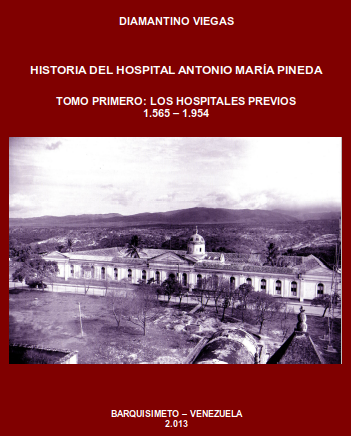 DIAMANTINO VIEGAS
HISTORIA DEL HOSPITAL ANTONIO MARÍA PINEDA
TOMO PRIMERO: LOS HOSPITALES PREVIOS
1.565 – 1.954
BARQUISIMETO – VENEZUELA
2.013